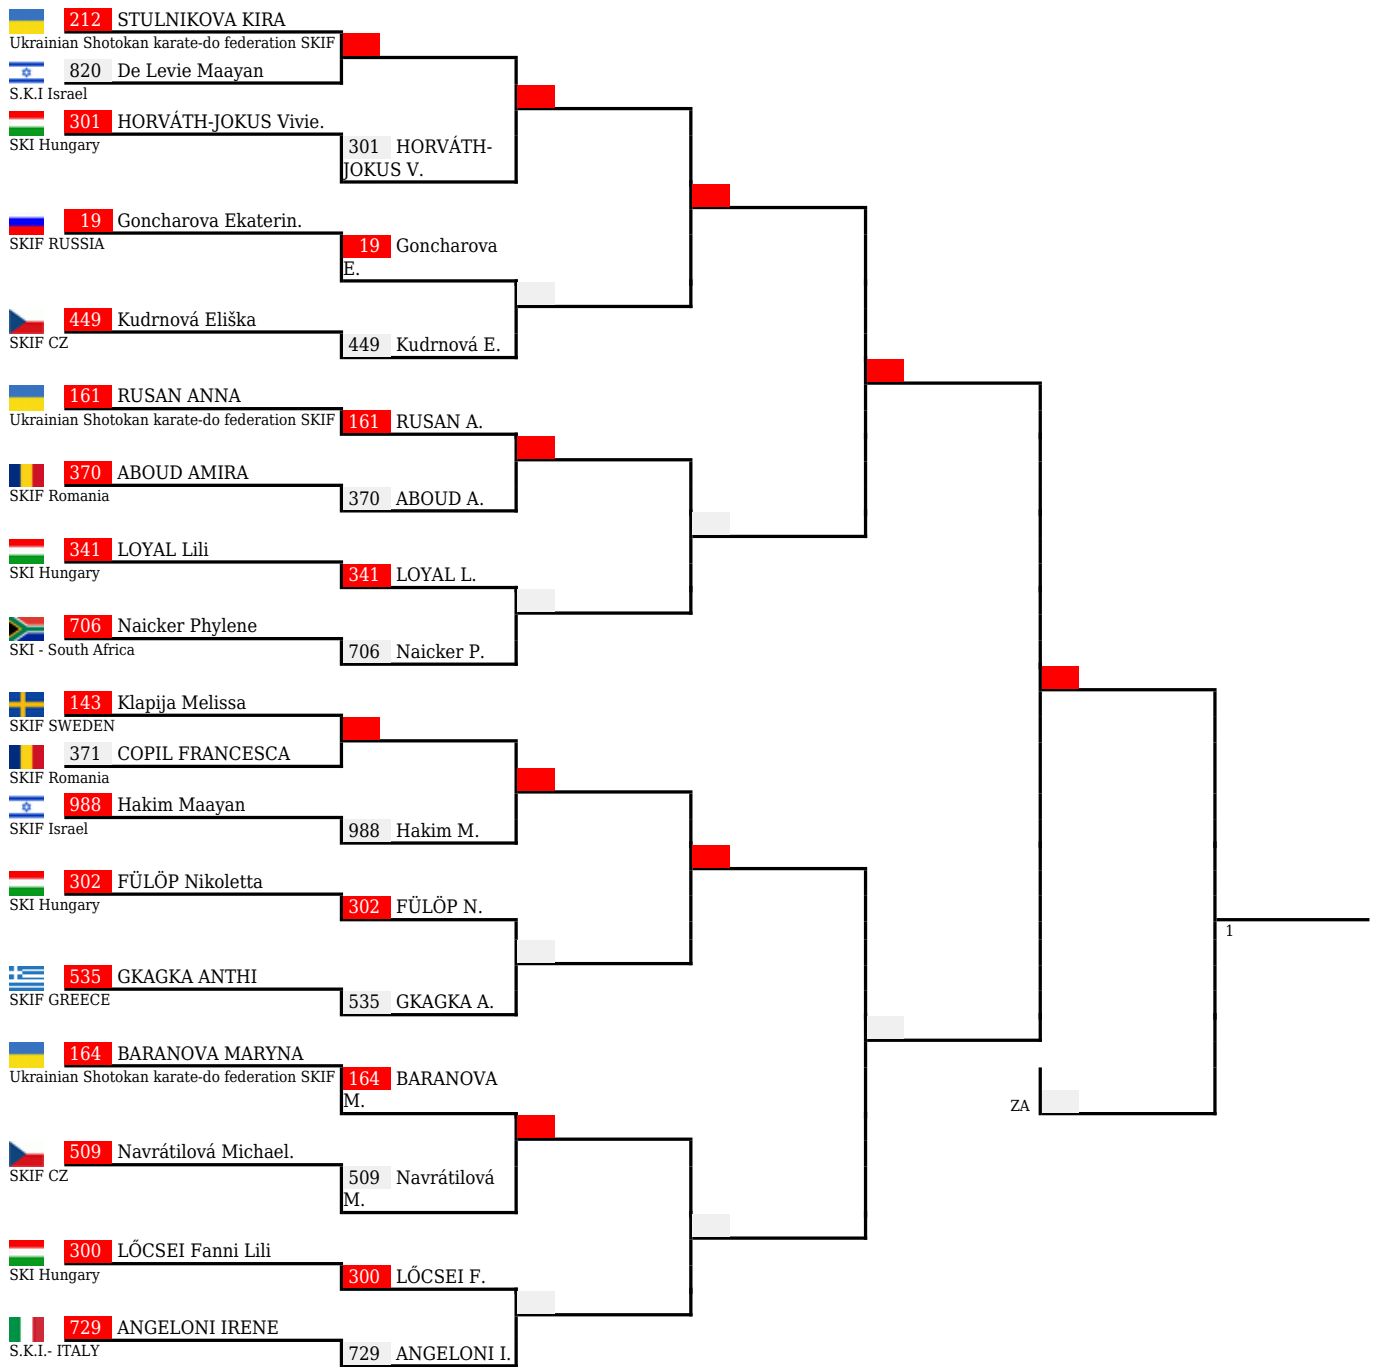 212 STULNIKOVA KIRA
Ukrainian Shotokan karate-do federation SKIF
820 De Levie Maayan
S.K.I Israel
301 HORVÁTH-JOKUS Vivie.
SKI Hungary
301 HORVÁTH-
JOKUS V.
19 Goncharova Ekaterin.
SKIF RUSSIA
19 Goncharova
E.
449 Kudrnová Eliška
SKIF CZ
449 Kudrnová E.
161 RUSAN ANNA
Ukrainian Shotokan karate-do federation SKIF
161 RUSAN A.
370 ABOUD AMIRA
SKIF Romania
370 ABOUD A.
341 LOYAL Lili
SKI Hungary
341 LOYAL L.
706 Naicker Phylene
SKI - South Africa
706 Naicker P.
143 Klapija Melissa
SKIF SWEDEN
371 COPIL FRANCESCA
SKIF Romania
988 Hakim Maayan
SKIF Israel
988 Hakim M.
302 FÜLÖP Nikoletta
SKI Hungary
302 FÜLÖP N.
535 GKAGKA ANTHI
SKIF GREECE
535 GKAGKA A.
164 BARANOVA MARYNA
Ukrainian Shotokan karate-do federation SKIF
164 BARANOVA
M.
509 Navrátilová Michael.
SKIF CZ
509 Navrátilová
M.
300 LŐCSEI Fanni Lili
SKI Hungary
300 LŐCSEI F.
729 ANGELONI IRENE
S.K.I.- ITALY
729 ANGELONI I.
ZA
1